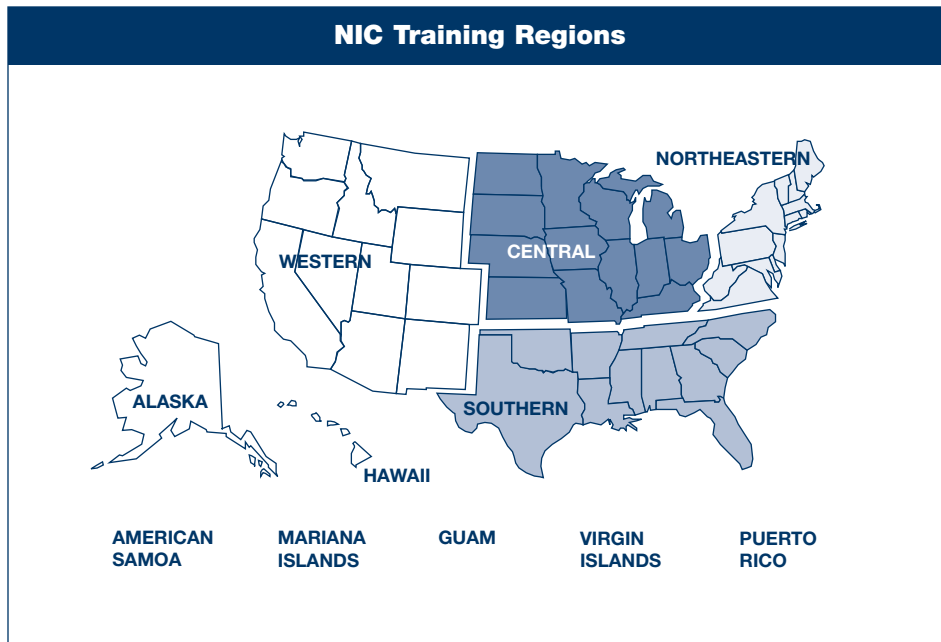 NIC Training Regions
NORTHEASTERN
CENTRAL
WESTERN
ALASKA
SOUTHERN
HAWAII
AMERICAN
SAMOA
MARIANA
ISLANDS
GUAM
VIRGIN
ISLANDS
PUERTO
RICO